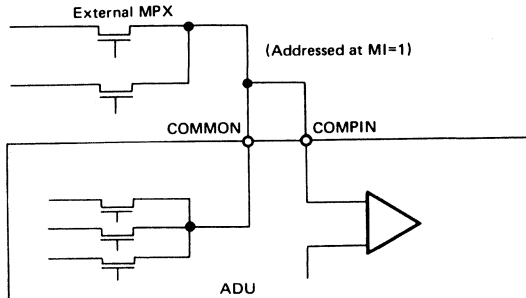 External MPX
(Addressed at MI=1)
COMMON
COMPIN
ADU